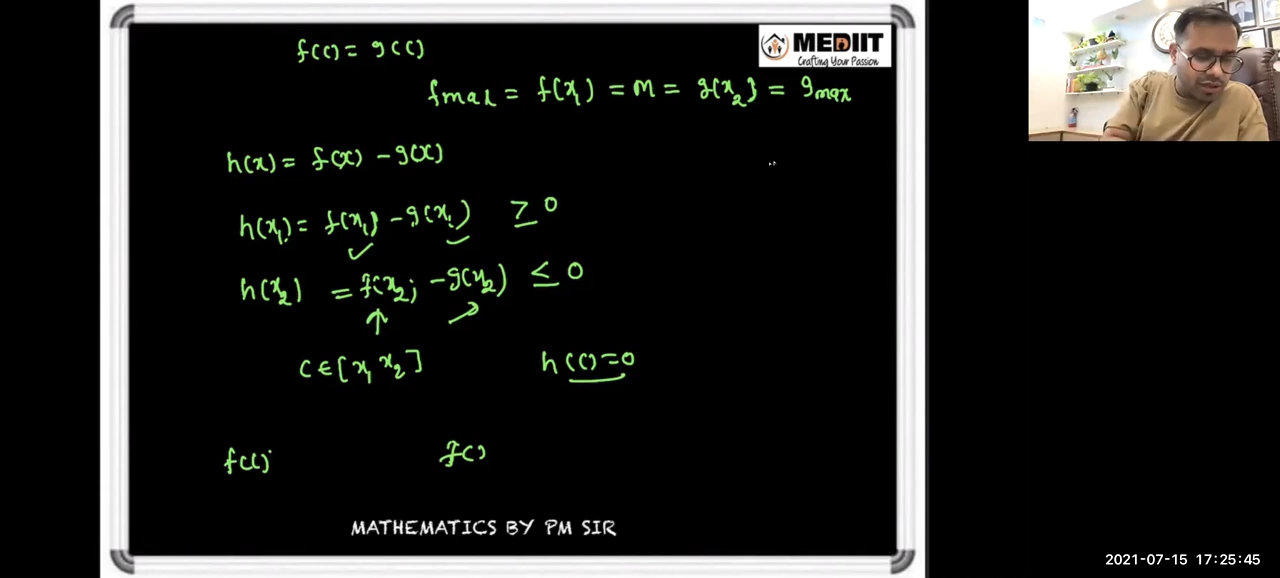 f(c) = g(c)
MEDIIT
Crafting Your Passion
fmax = f(x₁) = M = g(x₂) = gmax
h(x) = f(x) - g(x)
h(x₁) = f(x₁) - g(x₁) ≥ 0
h(x₂) = f(x₂) - g(x₂) ≤ 0
c ∈ [x₁ x₂] h(c) = 0
f(c) f()
MATHEMATICS BY PM SIR
2021-07-15 17:25:45